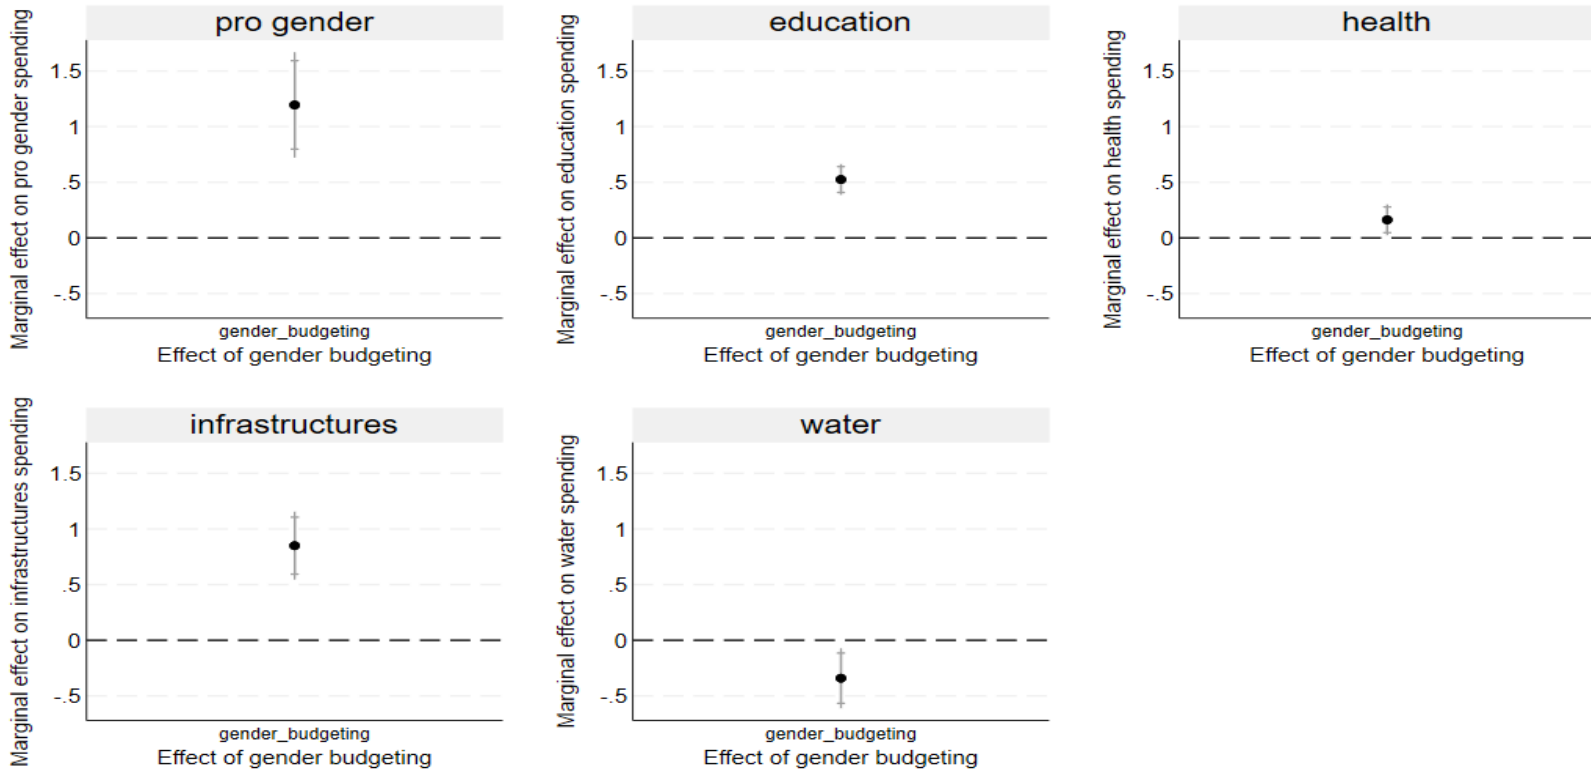 pro gender
Marginal effect on pro gender spending
1.5
1
.5
0
-.5
gender_budgeting
Effect of gender budgeting
education
Marginal effect on education spending
1.5
1
.5
0
-.5
gender_budgeting
Effect of gender budgeting
health
Marginal effect on health spending
1.5
1
.5
0
-.5
gender_budgeting
Effect of gender budgeting
infrastructures
Marginal effect on infrastructures spending
1.5
1
.5
0
-.5
gender_budgeting
Effect of gender budgeting
water
Marginal effect on water spending
1.5
1
.5
0
-.5
gender_budgeting
Effect of gender budgeting